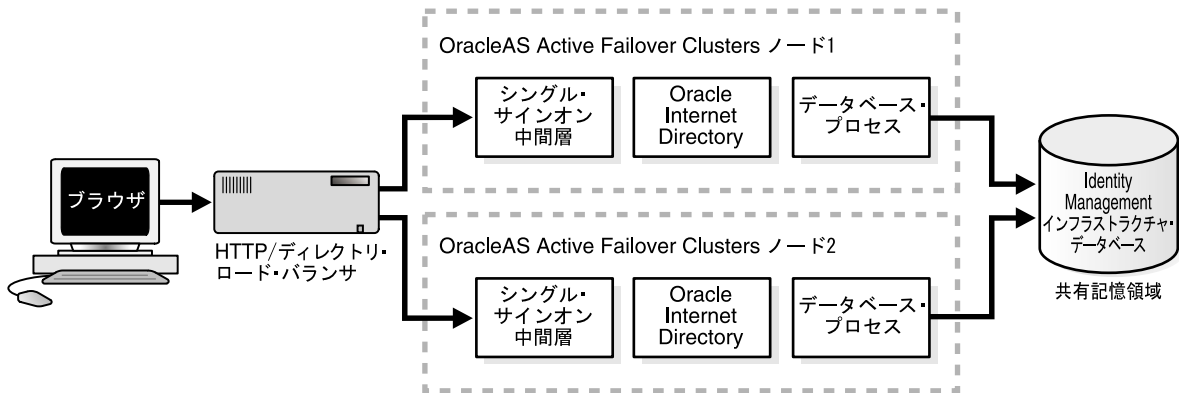 ブラウザ
HTTP/ディレクトリ・
ロード・バランサ
OracleAS Active Failover Clusters ノード1
シングル・
サインオン
中間層
Oracle
Internet
Directory
データベース・
プロセス
OracleAS Active Failover Clusters ノード2
シングル・
サインオン
中間層
Oracle
Internet
Directory
データベース・
プロセス
Identity
Management
インフラストラクチャ・
データベース
共有記憶領域